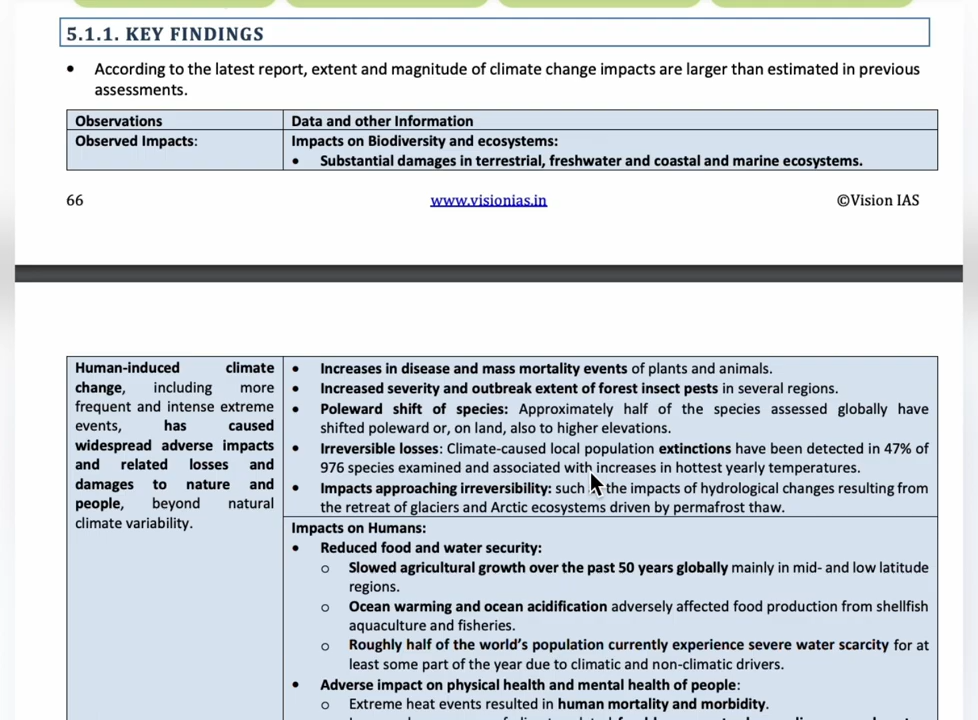 5.1.1. KEY FINDINGS
• According to the latest report, extent and magnitude of climate change impacts are larger than estimated in previous
assessments.
Observations
Data and other Information
Observed Impacts:
Impacts on Biodiversity and ecosystems:
• Substantial damages in terrestrial, freshwater and coastal and marine ecosystems.
66
www.visionias.in
©Vision IAS
Human-induced climate
change, including more
frequent and intense extreme
events, has caused
widespread adverse impacts
and related losses and
damages to nature and
people, beyond natural
climate variability.
• Increases in disease and mass mortality events of plants and animals.
• Increased severity and outbreak extent of forest insect pests in several regions.
• Poleward shift of species: Approximately half of the species assessed globally have
shifted poleward or, on land, also to higher elevations.
• Irreversible losses: Climate-caused local population extinctions have been detected in 47% of
976 species examined and associated with increases in hottest yearly temperatures.
• Impacts approaching irreversibility: such the impacts of hydrological changes resulting from
the retreat of glaciers and Arctic ecosystems driven by permafrost thaw.
Impacts on Humans:
• Reduced food and water security:
o Slowed agricultural growth over the past 50 years globally mainly in mid- and low latitude
regions.
o Ocean warming and ocean acidification adversely affected food production from shellfish
aquaculture and fisheries.
o Roughly half of the world's population currently experience severe water scarcity for at
least some part of the year due to climatic and non-climatic drivers.
• Adverse impact on physical health and mental health of people:
o Extreme heat events resulted in human mortality and morbidity.